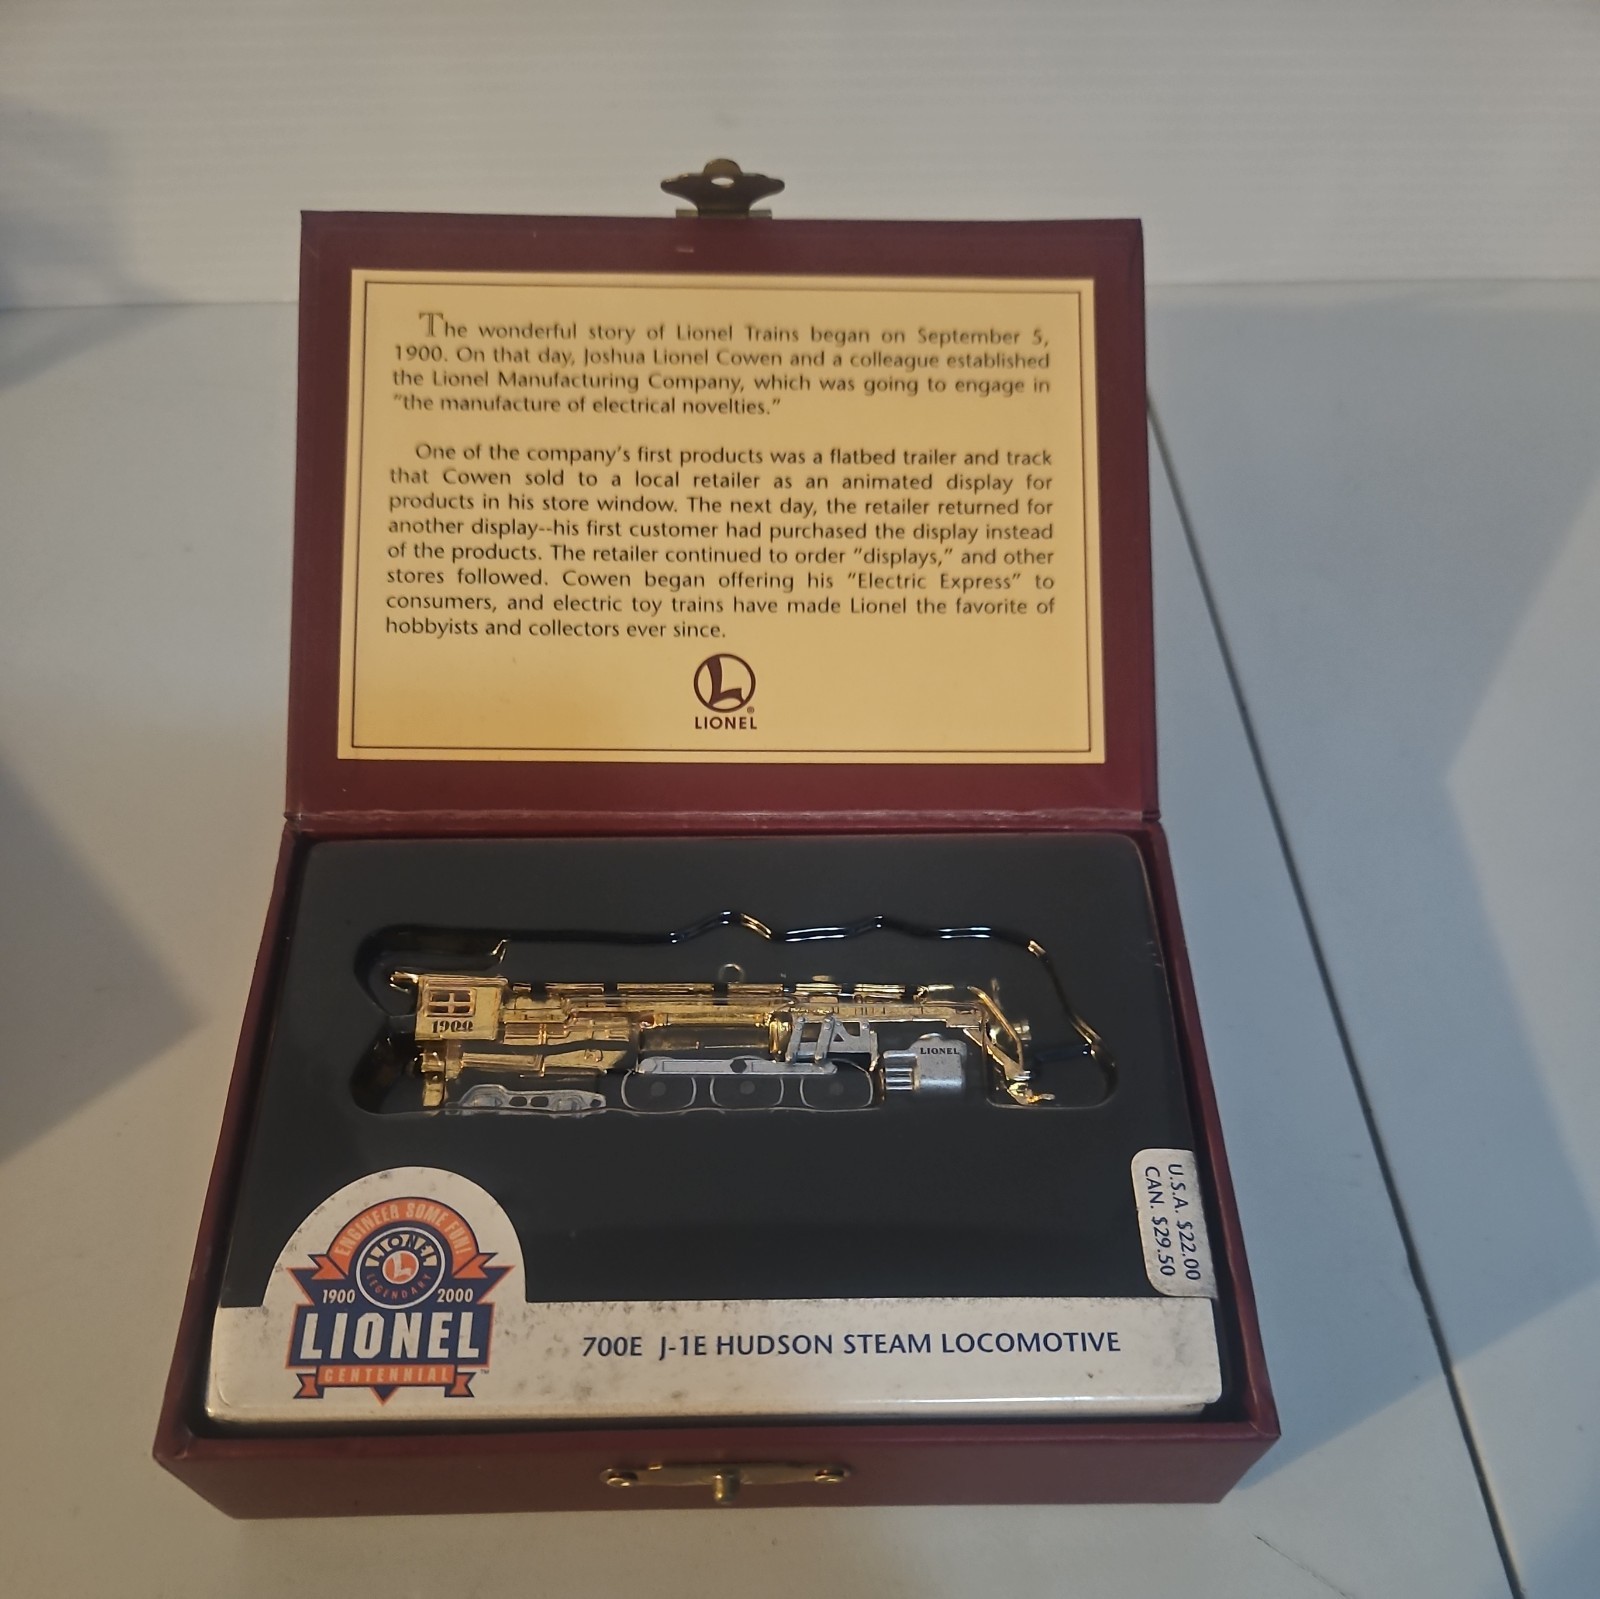 The wonderful story of Lionel Trains began on September 5,
1900. On that day, Joshua Lionel Cowen and a colleague established
the Lionel Manufacturing Company, which was going to engage in
"the manufacture of electrical novelties."
One of the company's first products was a flatbed trailer and track
that Cowen sold to a local retailer as an animated display for
products in his store window. The next day, the retailer returned for
another display--his first customer had purchased the display instead
of the products. The retailer continued to order "displays," and other
stores followed. Cowen began offering his "Electric Express" to
consumers, and electric toy trains have made Lionel the favorite of
hobbyists and collectors ever since.
L
®
LIONEL
1900
LIONEL
U.S.A. $22.00
CAN. $29.50
ENGINEER SOME FUN!
LIONEL
L
LEGENDARY
1900 2000
LIONEL
CENTENNIAL
™
700E J-1E HUDSON STEAM LOCOMOTIVE